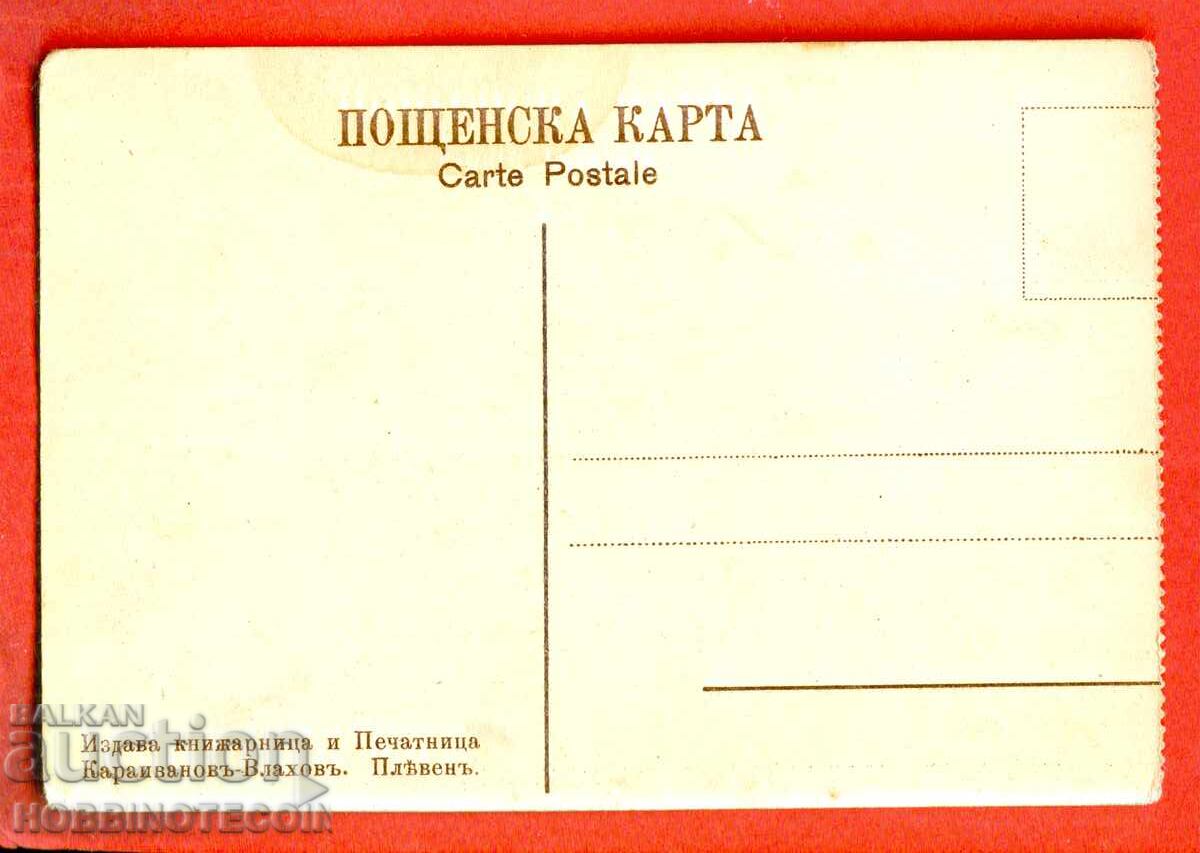 ПОЩЕНСКА КАРТА
Carte Postale
Издава книжарница и Печатница
Караивановъ-Влаховъ. Плѣвенъ.
BALKAN
auction
HOBBINOTECOIN